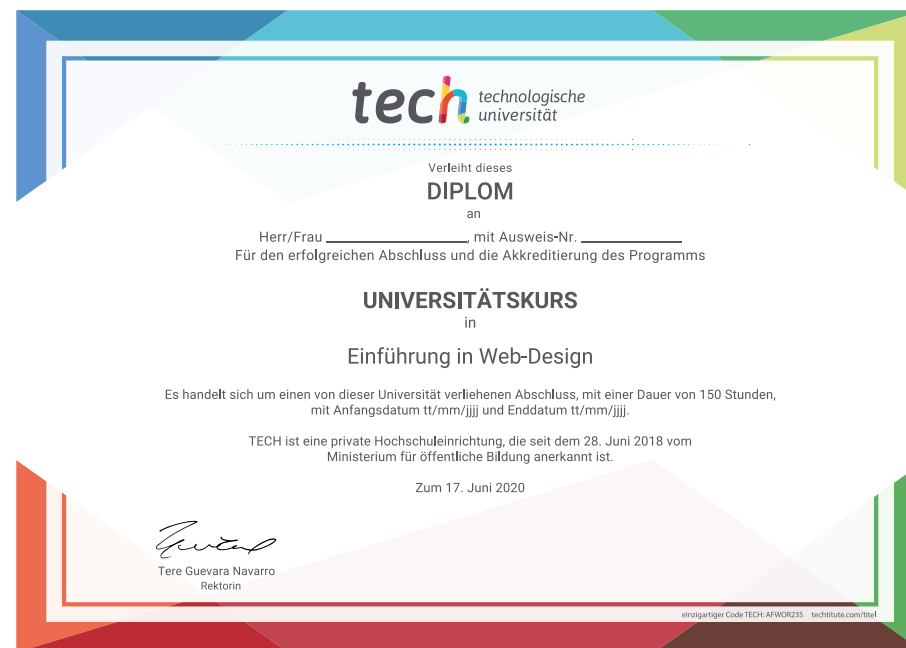 tech technologische
universität
Verleiht dieses
DIPLOM
an
Herr/Frau ____________, mit Ausweis-Nr. ____________
Für den erfolgreichen Abschluss und die Akkreditierung des Programms
UNIVERSITÄTSKURS
in
Einführung in Web-Design
Es handelt sich um einen von dieser Universität verliehenen Abschluss, mit einer Dauer von 150 Stunden,
mit Anfangsdatum tt/mm/jjjj und Enddatum tt/mm/jjjj.
TECH ist eine private Hochschuleinrichtung, die seit dem 28. Juni 2018 vom
Ministerium für öffentliche Bildung anerkannt ist.
Zum 17. Juni 2020
Tere Guevara Navarro
Rektorin
einzigartiger Code TECH: AFWOR23S techtitute.com/titel